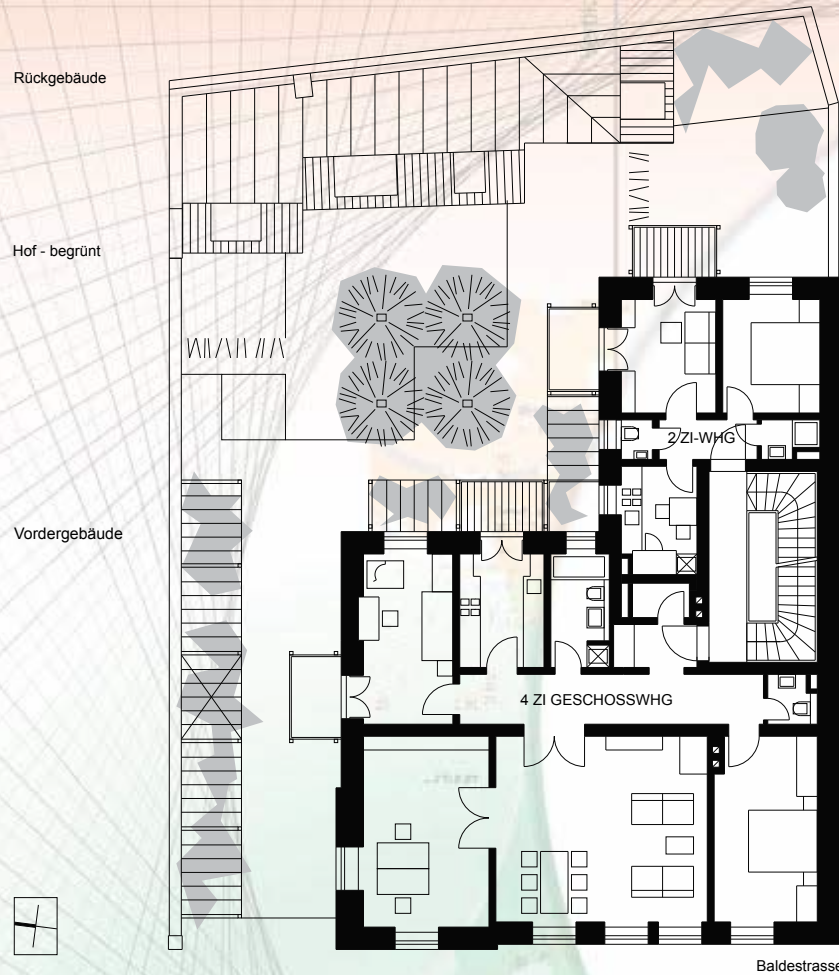 Rückgebäude
Hof - begrünt
2 ZI-WHG
Vordergebäude
4 ZI GESCHOSSWHG
Baldestrasse